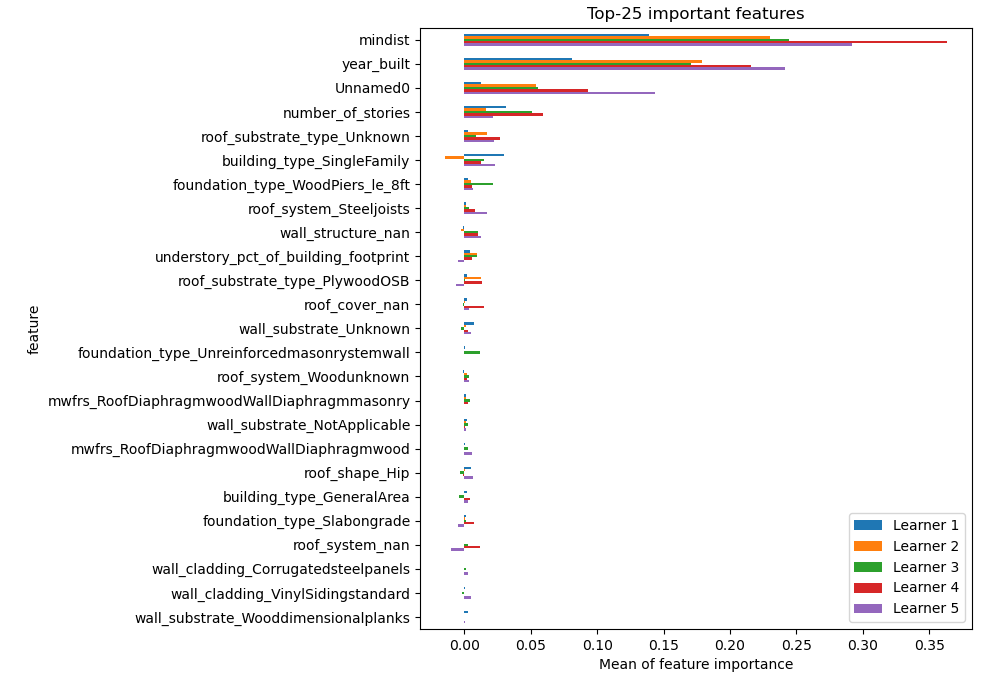 Top-25 important features
feature
mindist
year_built
Unnamed0
number_of_stories
roof_substrate_type_Unknown
building_type_SingleFamily
foundation_type_WoodPiers_le_8ft
roof_system_Steeljoists
wall_structure_nan
understory_pct_of_building_footprint
roof_substrate_type_PlywoodOSB
roof_cover_nan
wall_substrate_Unknown
foundation_type_Unreinforcedmasonrystemwall
roof_system_Woodunknown
mwfrs_RoofDiaphragmwoodWallDiaphragmmasonry
wall_substrate_NotApplicable
mwfrs_RoofDiaphragmwoodWallDiaphragmwood
roof_shape_Hip
building_type_GeneralArea
foundation_type_Slabongrade
roof_system_nan
wall_cladding_Corrugatedsteelpanels
wall_cladding_VinylSidingstandard
wall_substrate_Wooddimensionalplanks
Learner 1
Learner 2
Learner 3
Learner 4
Learner 5
0.00 0.05 0.10 0.15 0.20 0.25 0.30 0.35
Mean of feature importance